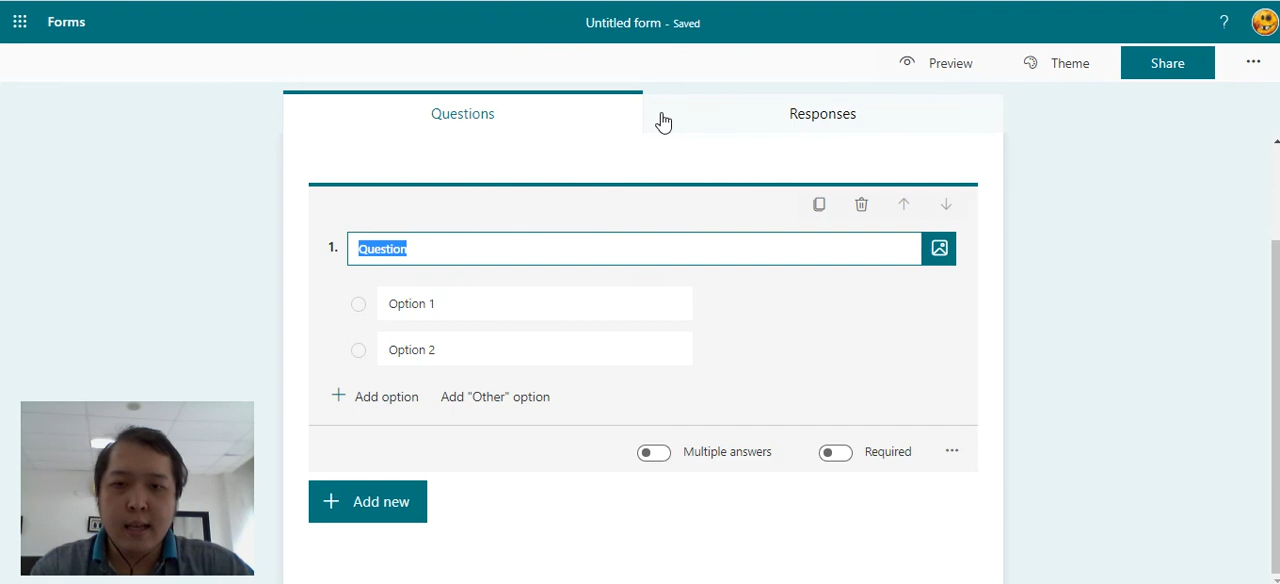 Forms
Untitled form - Saved
?
Preview
Theme
Share
Questions
Responses
1. Question
Option 1
Option 2
Add option
Add "Other" option
Multiple answers
Required
Add new